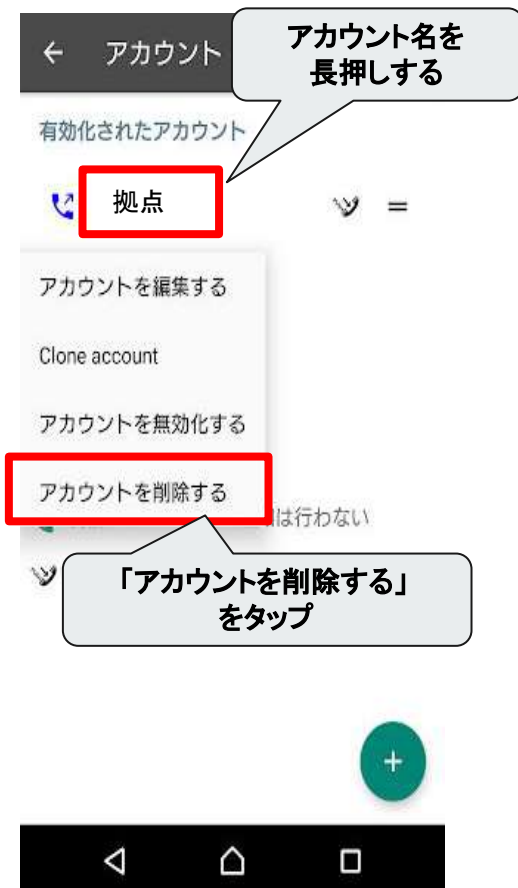 アカウント
アカウント名を
長押しする
有効化されたアカウント
拠点
アカウントを編集する
Clone account
アカウントを無効化する
アカウントを削除する
は行わない
「アカウントを削除する」
をタップ